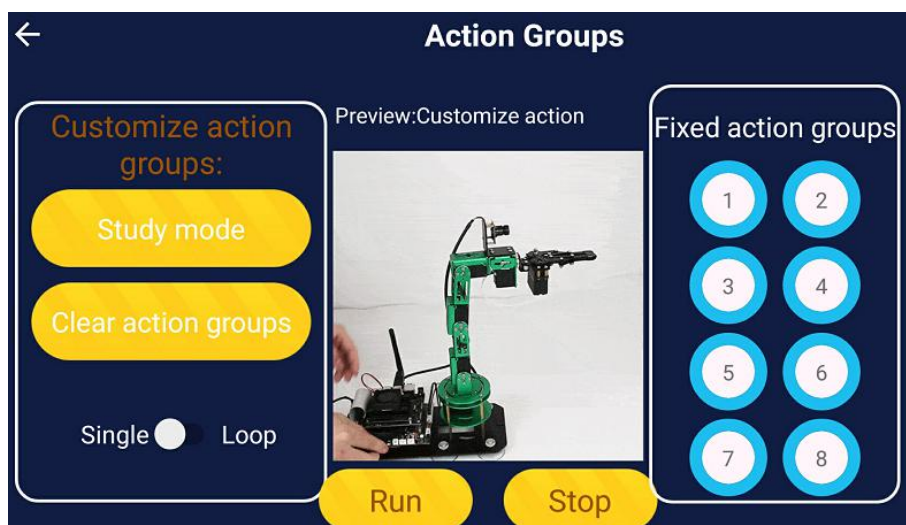 Action Groups
Customize action
groups:
Study mode
Clear action groups
Single Loop
Preview:Customize action
Run Stop
Fixed action groups
1 2
3 4
5 6
7 8